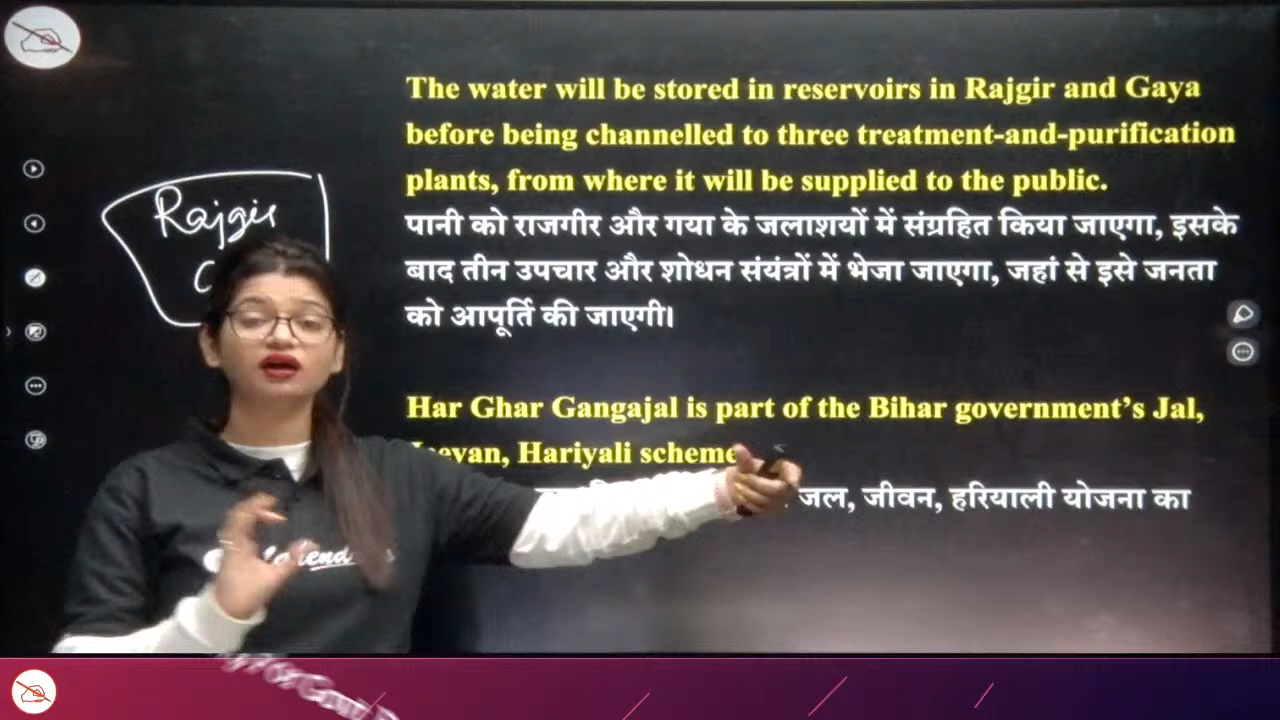 The water will be stored in reservoirs in Rajgir and Gaya
before being channelled to three treatment-and-purification
plants, from where it will be supplied to the public.
पानी को राजगीर और गया के जलाशयों में संग्रहित किया जाएगा, इसके
बाद तीन उपचार और शोधन संयंत्रों में भेजा जाएगा, जहां से इसे जनता
को आपूर्ति की जाएगी।
Rajgir
Har Ghar Gangajal is part of the Bihar government's Jal,
Hariyali scheme
जल, जीवन, हरियाली योजना का
For Govt